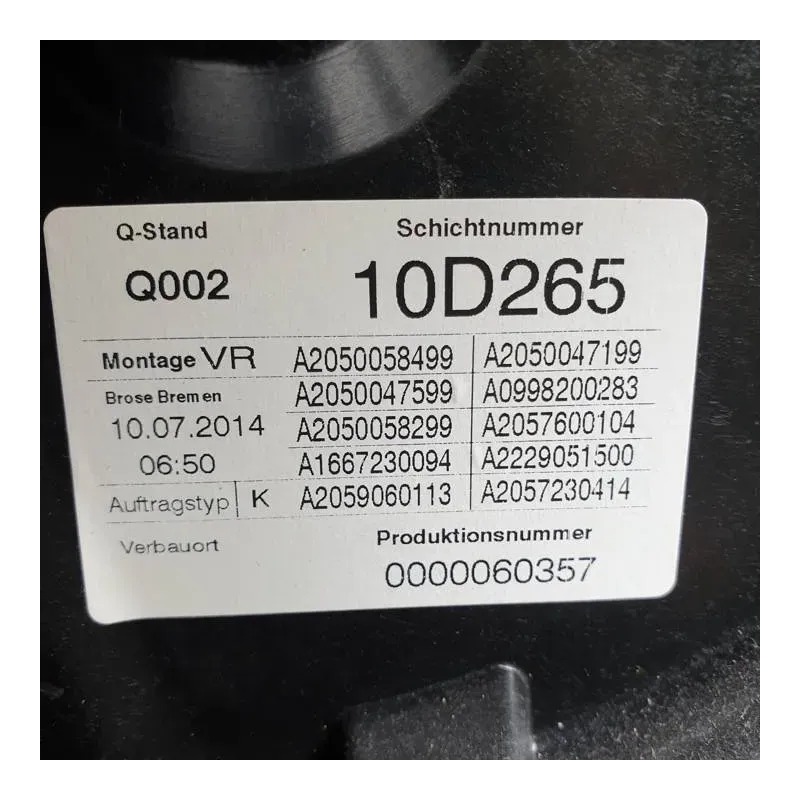 Q-Stand Schichtnummer
Q002 10D265
Montage VR A2050058499 A2050047199
Brose Bremen A2050047599 A0998200283
10.07.2014 A2050058299 A2057600104
06:50 A1667230094 A2229051500
Auftragstyp K A2059060113 A2057230414
Verbauort Produktionsnummer
0000060357